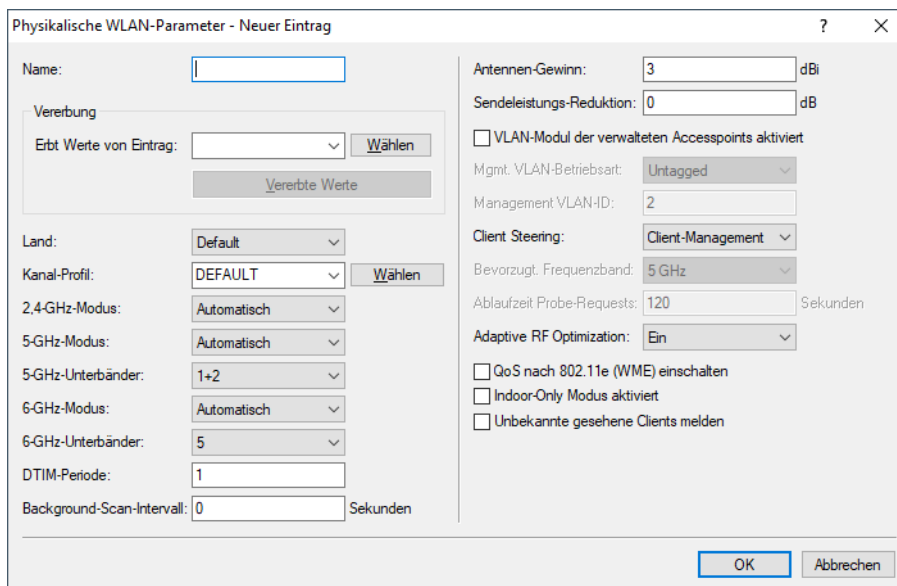 Physikalische WLAN-Parameter - Neuer Eintrag
?
Name:
Vererbung
Erbt Werte von Eintrag:
Wählen
Vererbte Werte
Land: Default
Kanal-Profil: DEFAULT Wählen
2,4-GHz-Modus: Automatisch
5-GHz-Modus: Automatisch
5-GHz-Unterbänder: 1+2
6-GHz-Modus: Automatisch
6-GHz-Unterbänder: 5
DTIM-Periode: 1
Background-Scan-Intervall: 0 Sekunden
Antennen-Gewinn: 3 dBi
Sendeleistungs-Reduktion: 0 dB
VLAN-Modul der verwalteten Accesspoints aktiviert
Mgmt. VLAN-Betriebsart: Untagged
Management VLAN-ID: 2
Client Steering: Client-Management
Bevorzugt. Frequenzband: 5 GHz
Ablaufzeit Probe-Requests: 120 Sekunden
Adaptive RF Optimization: Ein
QoS nach 802.11e (WME) einschalten
Indoor-Only Modus aktiviert
Unbekannte gesehene Clients melden
OK Abbrechen